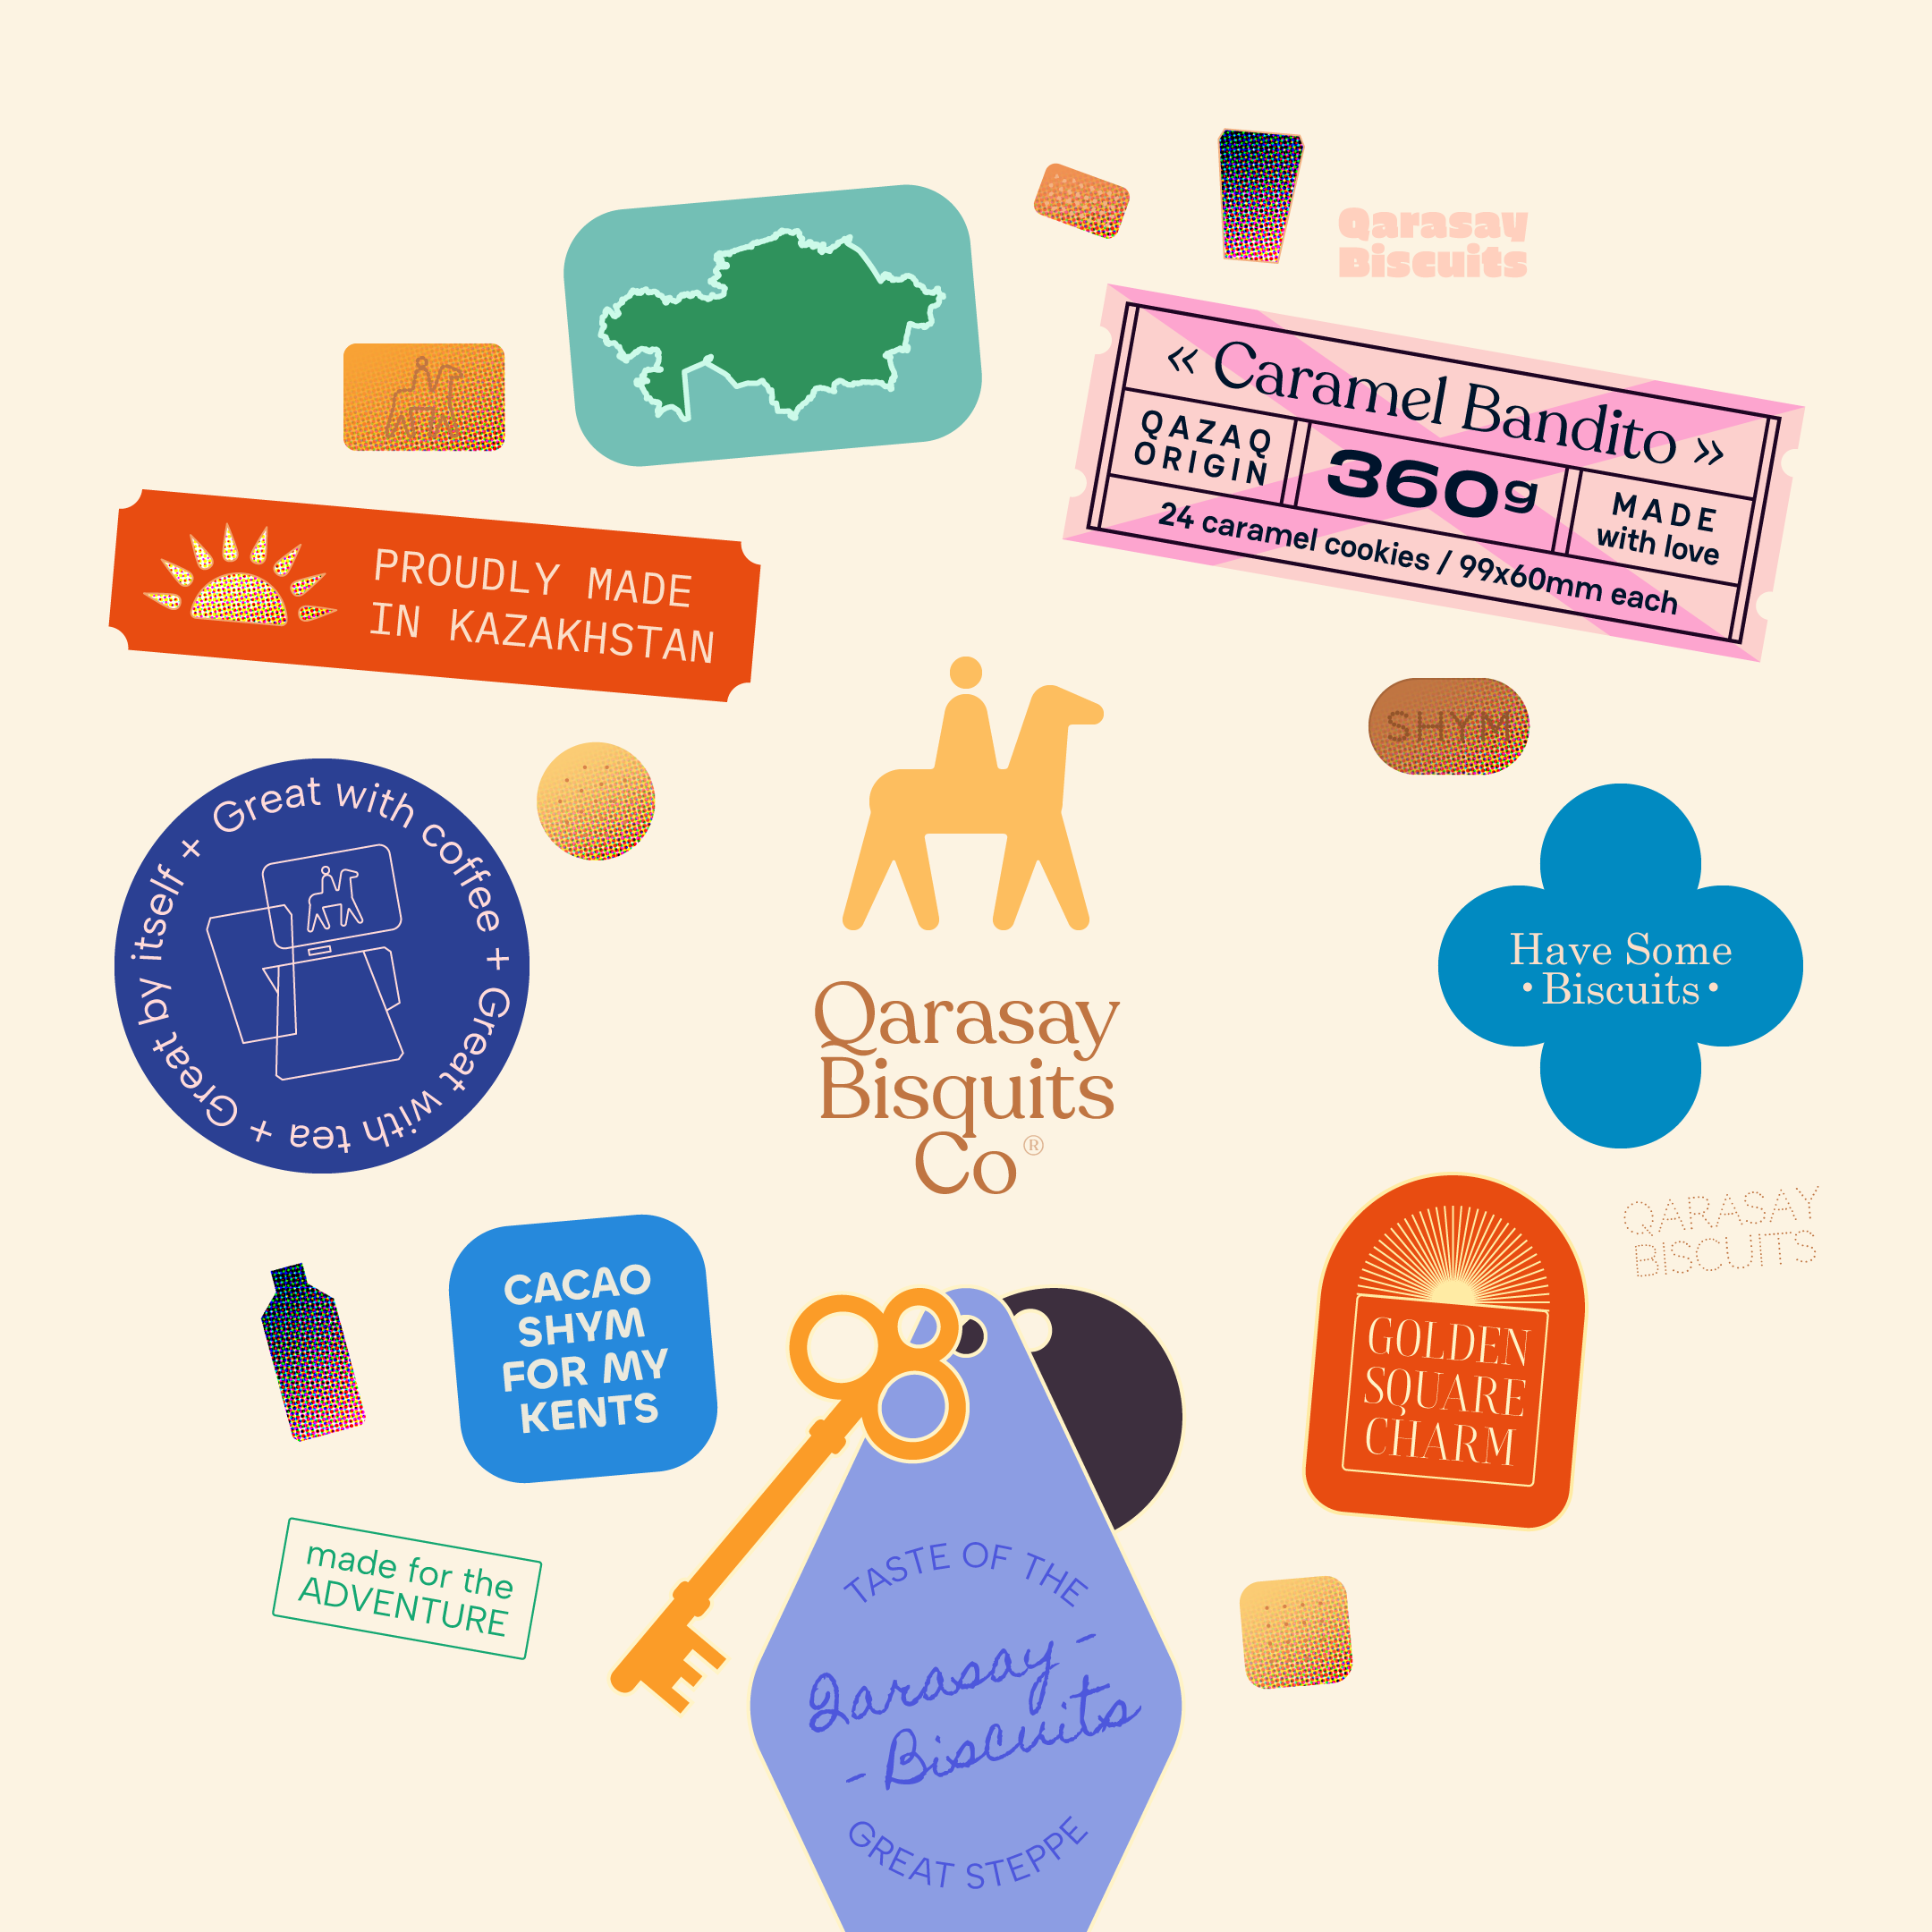 Qarasay
Biscuits
« Caramel Bandito »
QAZAQ
ORIGIN
360g
MADE
with love
24 caramel cookies / 99x60mm each
PROUDLY MADE
IN KAZAKHSTAN
SHYM
Great with coffee + Great with tea + Great by itself +
Have Some
• Biscuits •
Qarasay
Bisquits
Co®
QARASAY
BISCUITS
CACAO
SHYM
FOR MY
KENTS
GOLDEN
SQUARE
CHARM
made for the
ADVENTURE
TASTE OF THE
Qarasay -
- Biscuits
GREAT STEPPE